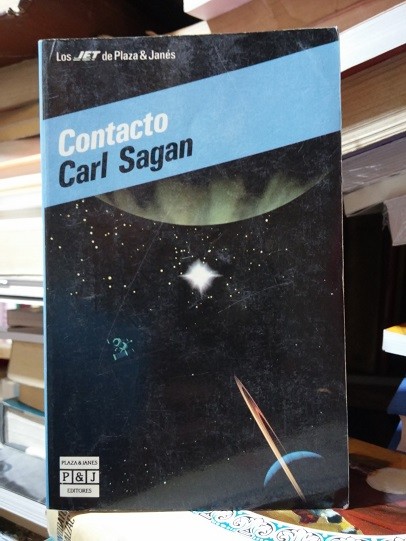 Los JET de Plaza & Janés
Contacto
Carl Sagan
PLAZA & JANES
P & J
EDITORES